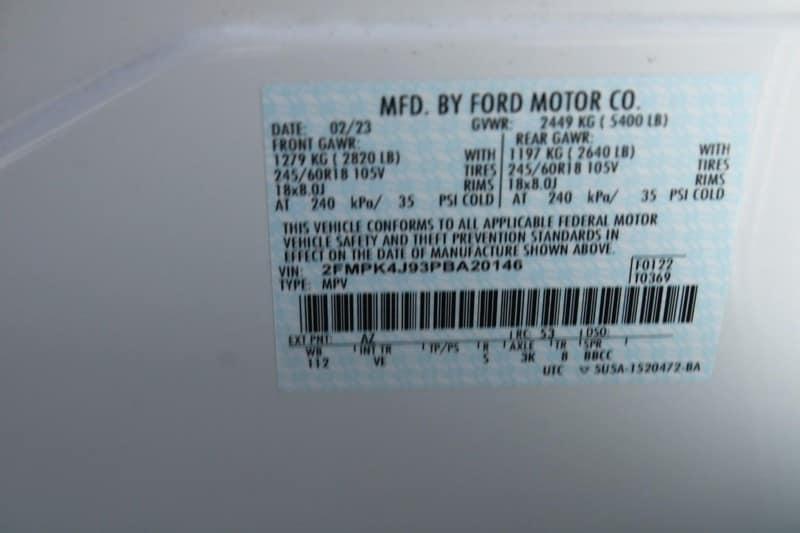 MFD. BY FORD MOTOR CO.
DATE: 02/23 GVWR: 2449 KG ( 5400 LB)
FRONT GAWR: REAR GAWR:
1279 KG ( 2820 LB) WITH 1197 KG ( 2640 LB) WITH
245/60R18 105V TIRES 245/60R18 105V TIRES
18x8.0J RIMS 18x8.0J RIMS
AT 240 kPa/ 35 PSI COLD AT 240 kPa/ 35 PSI COLD
THIS VEHICLE CONFORMS TO ALL APPLICABLE FEDERAL MOTOR
VEHICLE SAFETY AND THEFT PREVENTION STANDARDS IN
EFFECT ON THE DATE OF MANUFACTURE SHOWN ABOVE.
VIN: 2FMPK4J93PBA20146 F0122
TYPE: MPV T0369
EXT PNT: AZ RC: 53 DSO:
WB INT TR TP/PS R AXLE TR SPR
112 VE 5 3K 8 BBCC
UTC 5U5A-1520472-BA